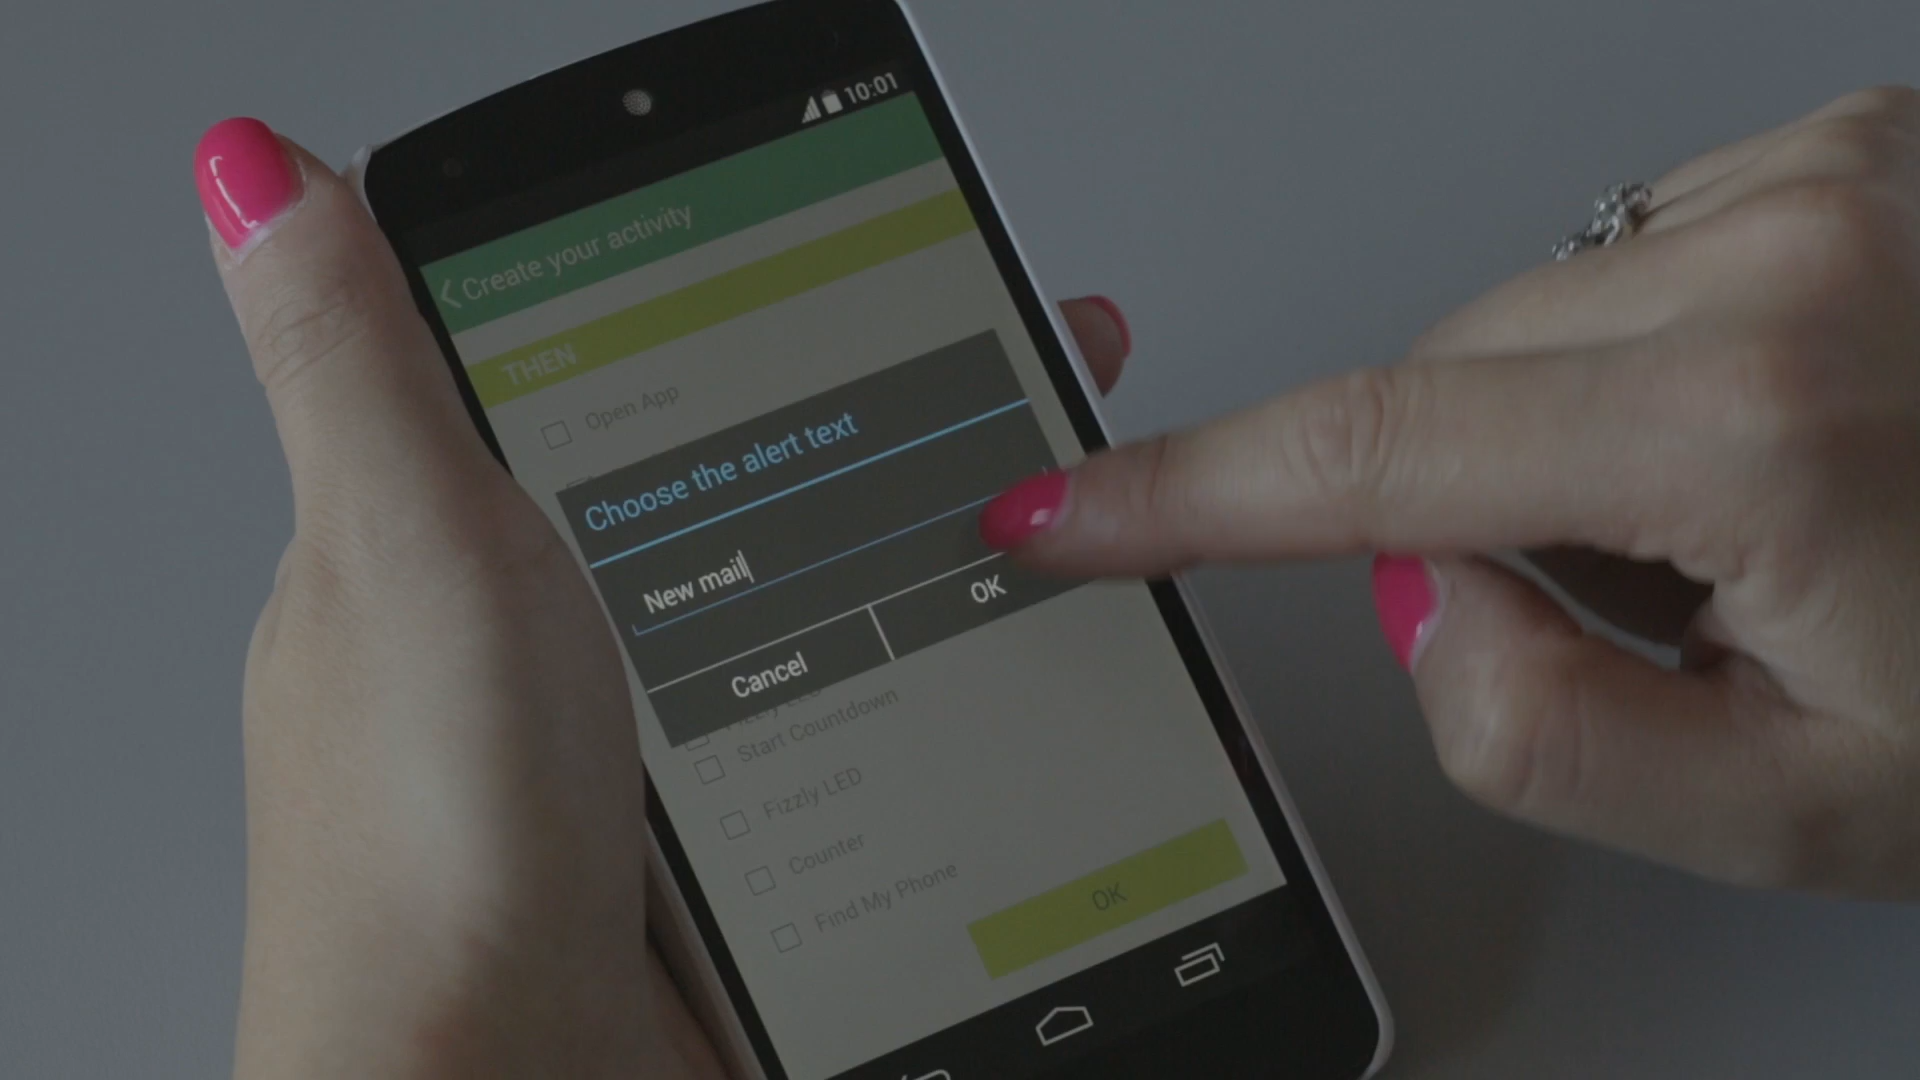 10:01
Create your activity
THEN
Open App
Choose the alert text
New mail
Cancel
OK
Start Countdown
Fizzly LED
Counter
Find My Phone
OK